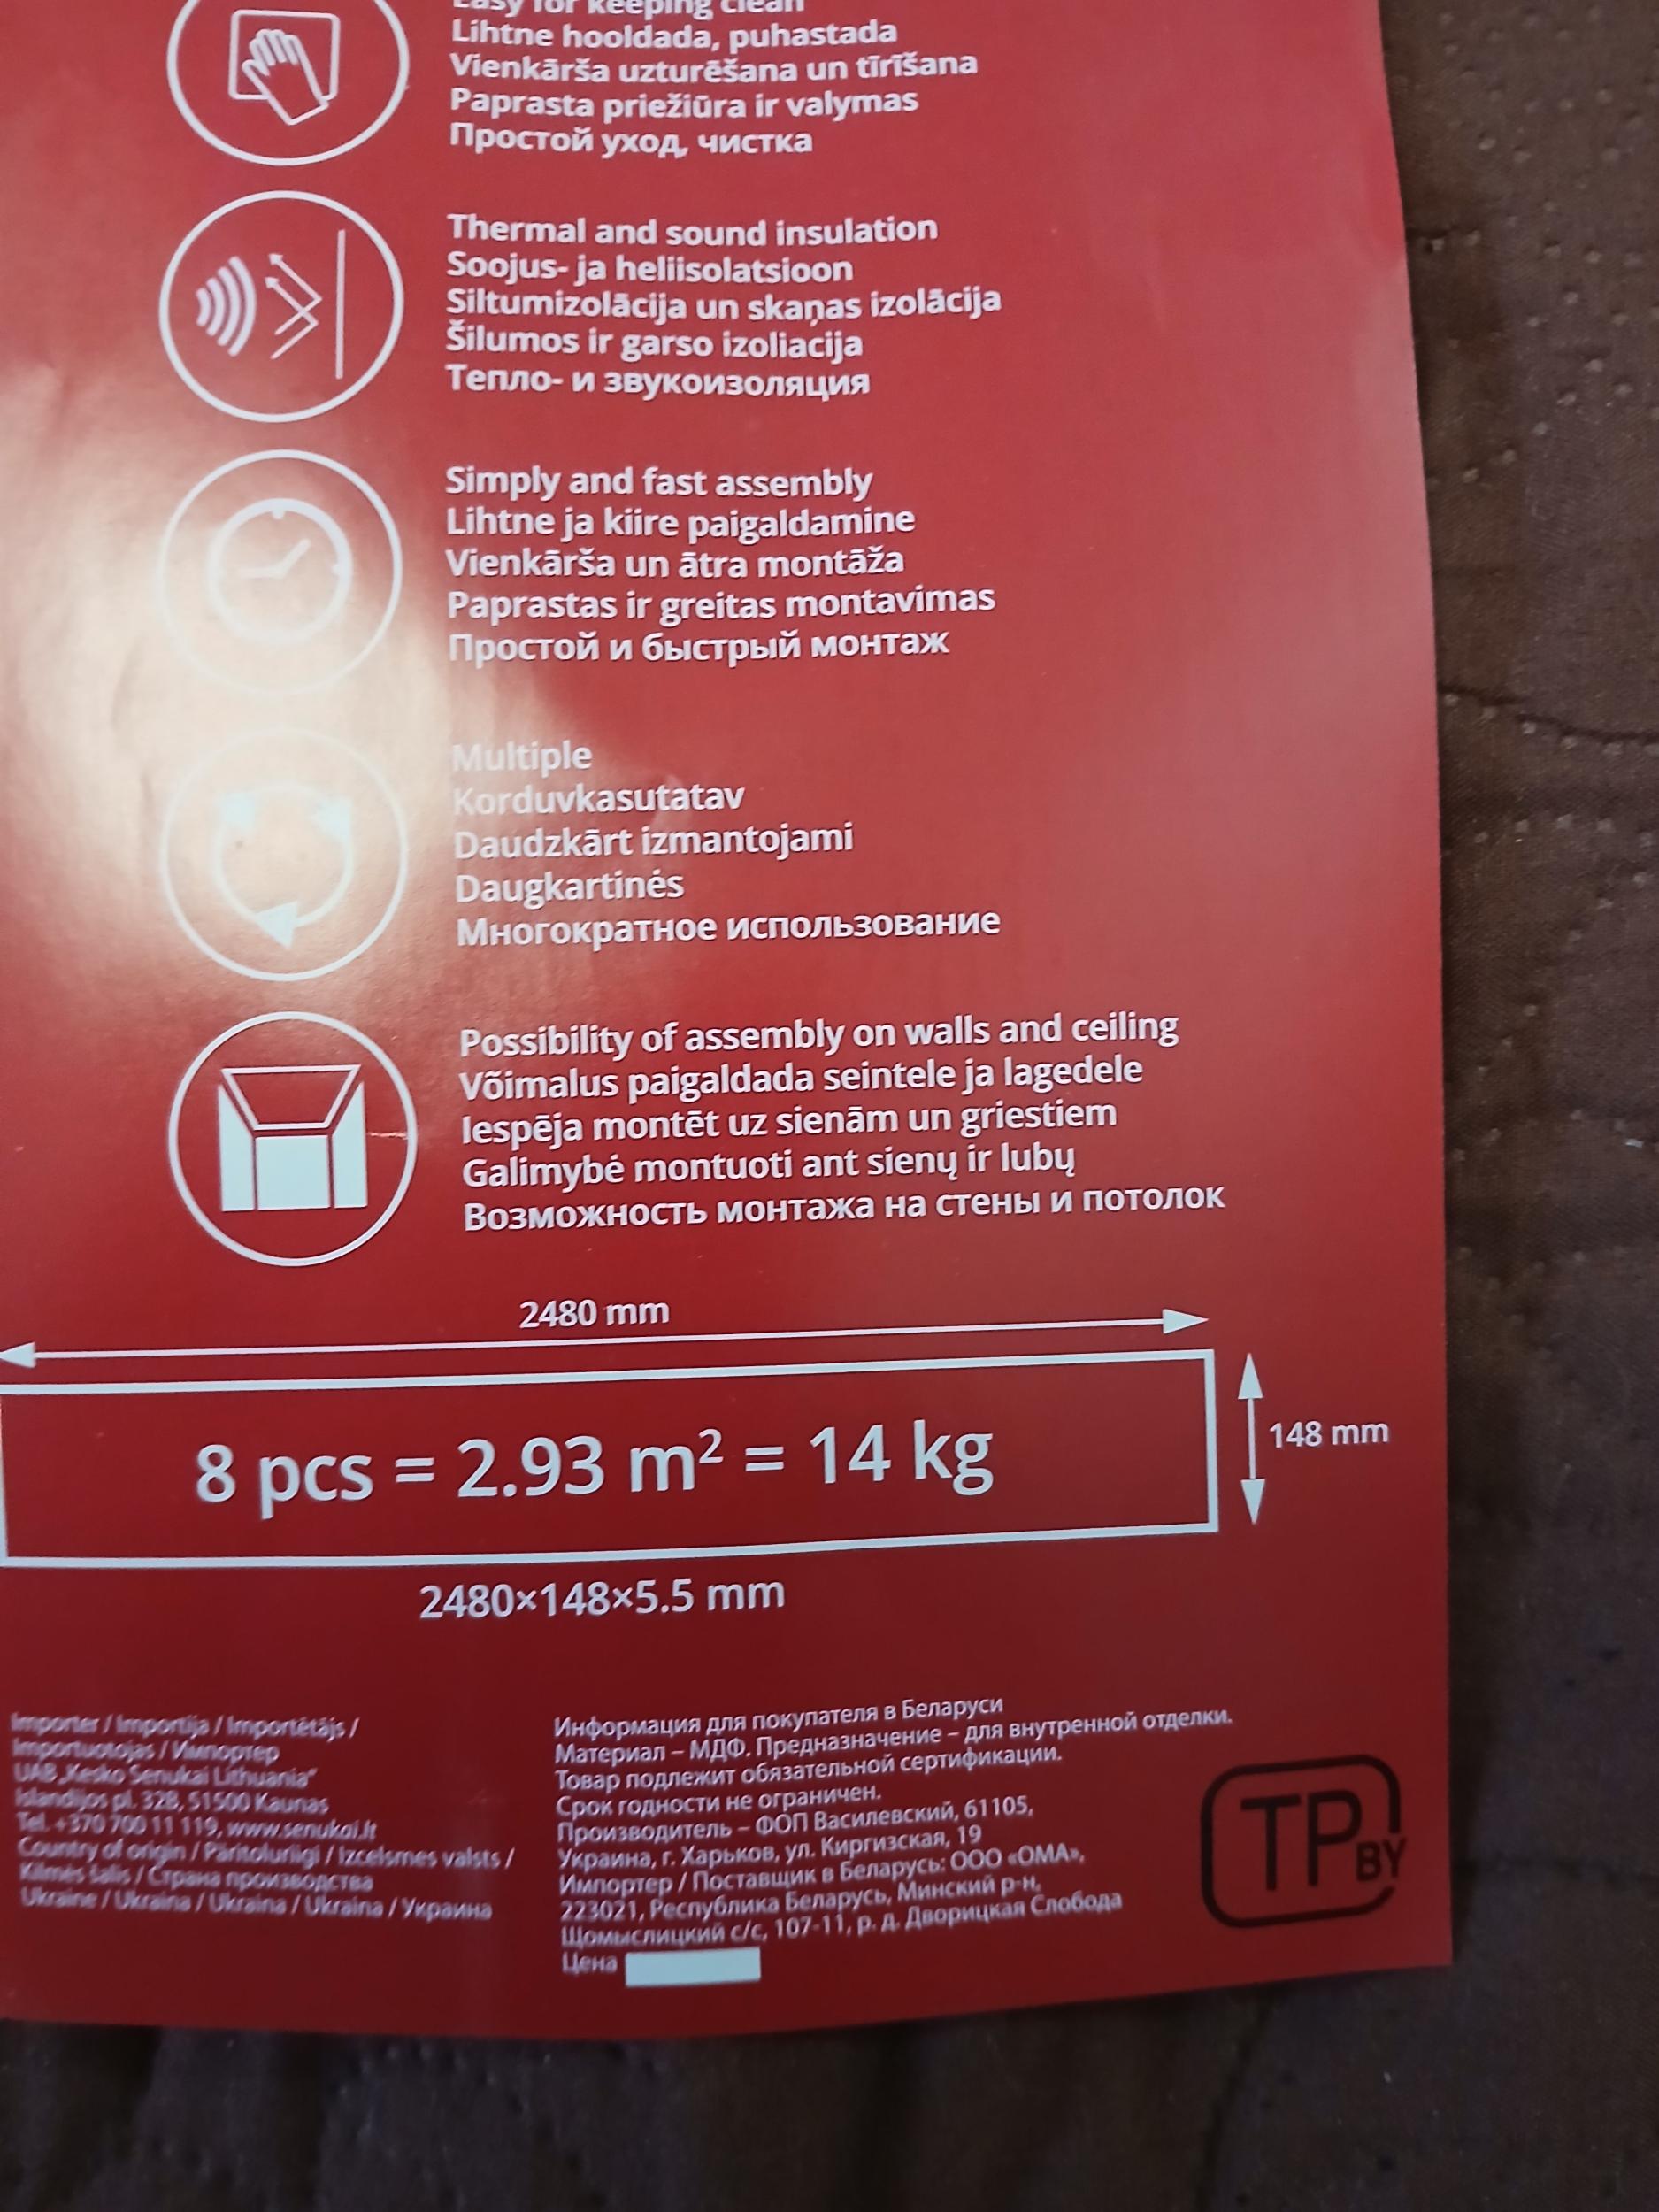 Easy for keeping clean
Lihtne hooldada, puhastada
Vienkārša uzturēšana un tīrīšana
Paprasta priežiūra ir valymas
Простой уход, чистка
Thermal and sound insulation
Soojus- ja heliisolatsioon
Siltumizolācija un skaņas izolācija
Šilumos ir garso izoliacija
Тепло- и звукоизоляция
Simply and fast assembly
Lihtne ja kiire paigaldamine
Vienkārša un ātra montāža
Paprastas ir greitas montavimas
Простой и быстрый монтаж
Multiple
Korduvkasutatav
Daudzkārt izmantojami
Daugkartinės
Многократное использование
Possibility of assembly on walls and ceiling
Võimalus paigaldada seintele ja lagedele
Iespēja montēt uz sienām un griestiem
Galimybė montuoti ant sienų ir lubų
Возможность монтажа на стены и потолок
2480 mm
8 pcs = 2.93 m² = 14 kg
148 mm
2480×148×5.5 mm
Importer / Importija / Importētājs /
Importuotojas / Импортер
UAB „Kesko Senukai Lithuania"
Islandijos pl. 32B, 51500 Kaunas
Tel. +370 700 11 119, www.senukai.lt
Country of origin / Päritoluriigi / Izcelsmes valsts /
Kilmės šalis / Страна производства
Ukraine / Ukraina / Ukraina / Ukraina / Украина
Информация для покупателя в Беларуси
Материал – МДФ. Предназначение – для внутренной отделки.
Товар подлежит обязательной сертификации.
Срок годности не ограничен.
Производитель – ФОП Василевский, 61105,
Украина, г. Харьков, ул. Киргизская, 19
Импортер / Поставщик в Беларусь: ООО «ОМА»,
223021, Республика Беларусь, Минский р-н,
Щомыслицкий с/с, 107-11, р. д. Дворицкая Слобода
Цена
TP BY